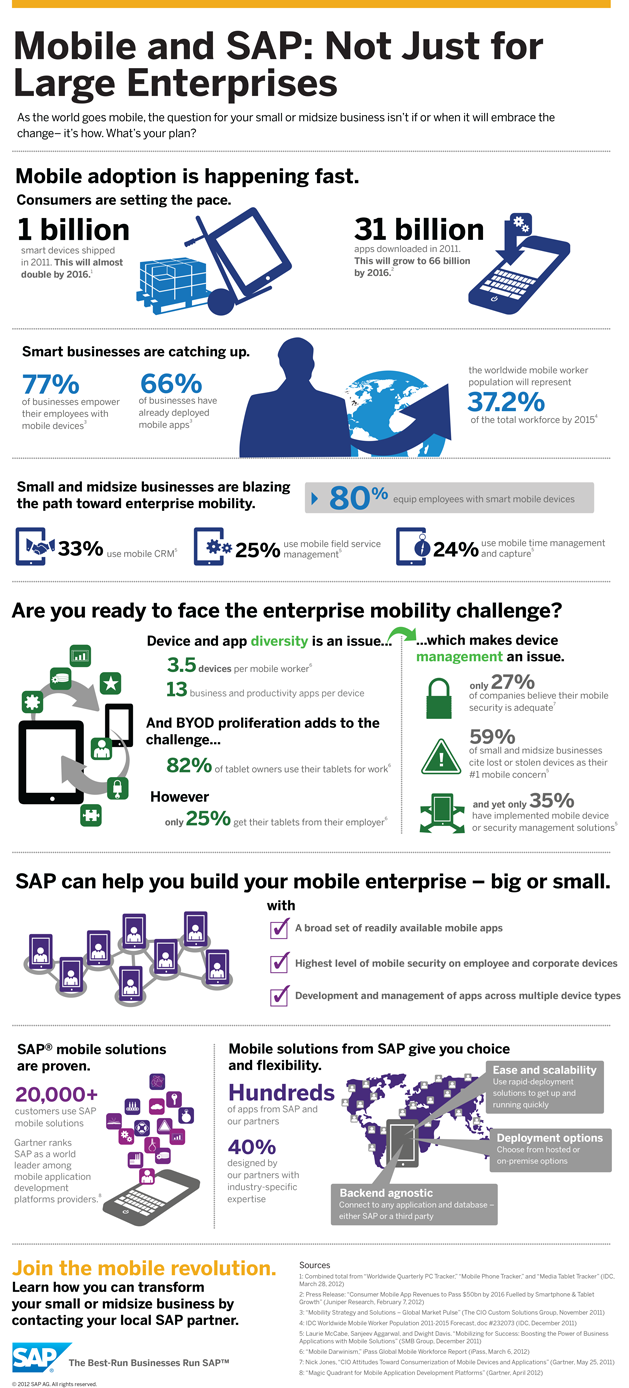 Mobile and SAP: Not Just for
Large Enterprises
As the world goes mobile, the question for your small or midsize business isn't if or when it will embrace the
change– it's how. What's your plan?
Mobile adoption is happening fast.
Consumers are setting the pace.
1 billion
smart devices shipped
in 2011. This will almost
double by 2016.1
31 billion
apps downloaded in 2011.
This will grow to 66 billion
by 2016.2
Smart businesses are catching up.
77%
of businesses empower
their employees with
mobile devices3
66%
of businesses have
already deployed
mobile apps3
the worldwide mobile worker
population will represent
37.2%
of the total workforce by 20154
Small and midsize businesses are blazing
the path toward enterprise mobility.
80% equip employees with smart mobile devices
33% use mobile CRM5
25% use mobile field service
management5
24% use mobile time management
and capture5
Are you ready to face the enterprise mobility challenge?
Device and app diversity is an issue...
3.5 devices per mobile worker6
13 business and productivity apps per device
And BYOD proliferation adds to the
challenge...
82% of tablet owners use their tablets for work6
However
only 25% get their tablets from their employer6
...which makes device
management an issue.
only 27%
of companies believe their mobile
security is adequate7
59%
of small and midsize businesses
cite lost or stolen devices as their
#1 mobile concern5
and yet only 35%
have implemented mobile device
or security management solutions5
SAP can help you build your mobile enterprise – big or small.
with
A broad set of readily available mobile apps
Highest level of mobile security on employee and corporate devices
Development and management of apps across multiple device types
SAP® mobile solutions
are proven.
20,000+
customers use SAP
mobile solutions
Gartner ranks
SAP as a world
leader among
mobile application
development
platforms providers.8
Mobile solutions from SAP give you choice
and flexibility.
Hundreds
of apps from SAP and
our partners
40%
designed by
our partners with
industry-specific
expertise
Ease and scalability
Use rapid-deployment
solutions to get up and
running quickly
Deployment options
Choose from hosted or
on-premise options
Backend agnostic
Connect to any application and database –
either SAP or a third party
Join the mobile revolution.
Learn how you can transform
your small or midsize business by
contacting your local SAP partner.
SAP The Best-Run Businesses Run SAP™
© 2012 SAP AG. All rights reserved.
Sources
1: Combined total from "Worldwide Quarterly PC Tracker," "Mobile Phone Tracker," and "Media Tablet Tracker" (IDC,
March 28, 2012)
2: Press Release: "Consumer Mobile App Revenues to Pass $50bn by 2016 Fuelled by Smartphone & Tablet
Growth" (Juniper Research, February 7, 2012)
3: "Mobility Strategy and Solutions – Global Market Pulse" (The CIO Custom Solutions Group, November 2011)
4: IDC Worldwide Mobile Worker Population 2011-2015 Forecast, doc #232073 (IDC, December 2011)
5: Laurie McCabe, Sanjeev Aggarwal, and Dwight Davis. "Mobilizing for Success: Boosting the Power of Business
Applications with Mobile Solutions" (SMB Group, December 2011)
6: "Mobile Darwinism," iPass Global Mobile Workforce Report (iPass, March 6, 2012)
7: Nick Jones, "CIO Attitudes Toward Consumerization of Mobile Devices and Applications" (Gartner, May 25, 2011)
8: "Magic Quadrant for Mobile Application Development Platforms" (Gartner, April 2012)